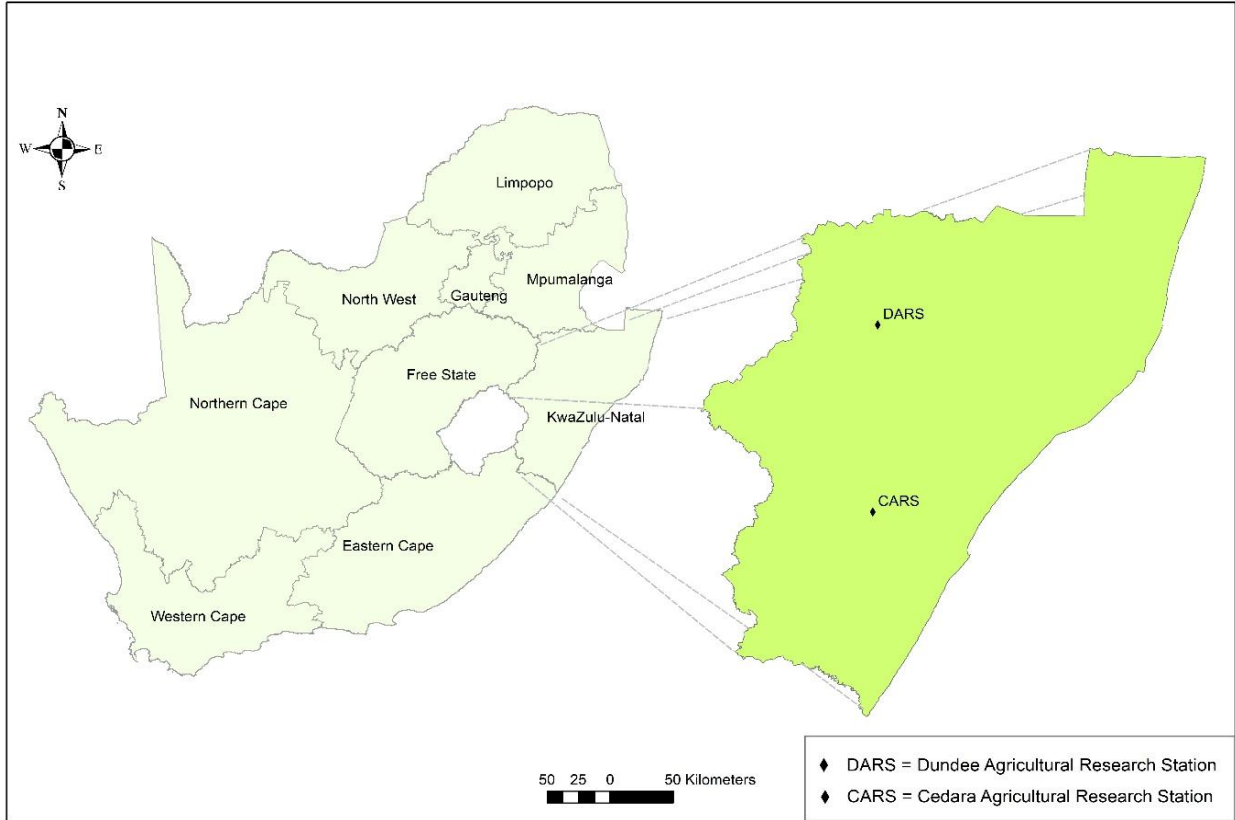 N
W E
S
Limpopo
Mpumalanga
North West
Gauteng
Free State
Northern Cape
KwaZulu-Natal
Eastern Cape
Western Cape
DARS
CARS
50 25 0 50 Kilometers
DARS = Dundee Agricultural Research Station
CARS = Cedara Agricultural Research Station